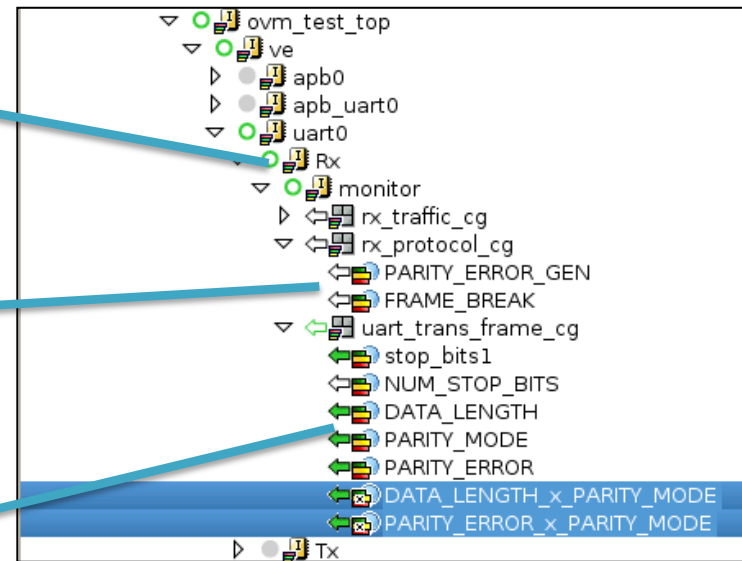 ovm_test_top
ve
apb0
apb_uart0
uart0
Rx
monitor
rx_traffic_cg
rx_protocol_cg
PARITY_ERROR_GEN
FRAME_BREAK
uart_trans_frame_cg
stop_bits1
NUM_STOP_BITS
DATA_LENGTH
PARITY_MODE
PARITY_ERROR
DATA_LENGTH_x_PARITY_MODE
PARITY_ERROR_x_PARITY_MODE
Tx